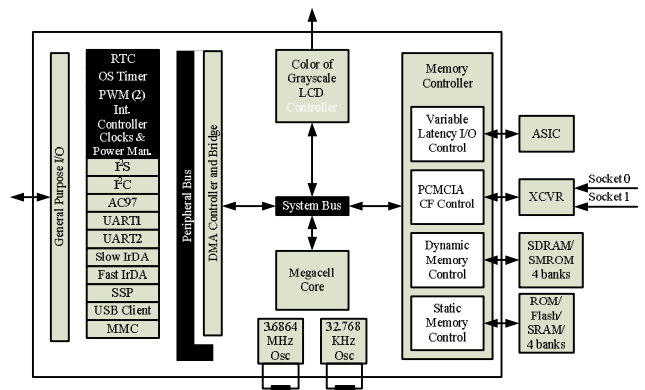 General Purpose I/O
RTC
OS Timer
PWM (2)
Int.
Controller
Clocks &
Power Man.
I²S
I²C
AC97
UART1
UART2
Slow IrDA
Fast IrDA
SSP
USB Client
MMC
Peripheral Bus
DMA Controller and Bridge
Color of
Grayscale
LCD
Controller
System Bus
Megacell
Core
3.6864
MHz
Osc
32.768
KHz
Osc
Memory
Controller
Variable
Latency I/O
Control
PCMCIA
CF Control
Dynamic
Memory
Control
Static
Memory
Control
ASIC
XCVR
Socket 0
Socket 1
SDRAM/
SMROM
4 banks
ROM/
Flash/
SRAM/
4 banks